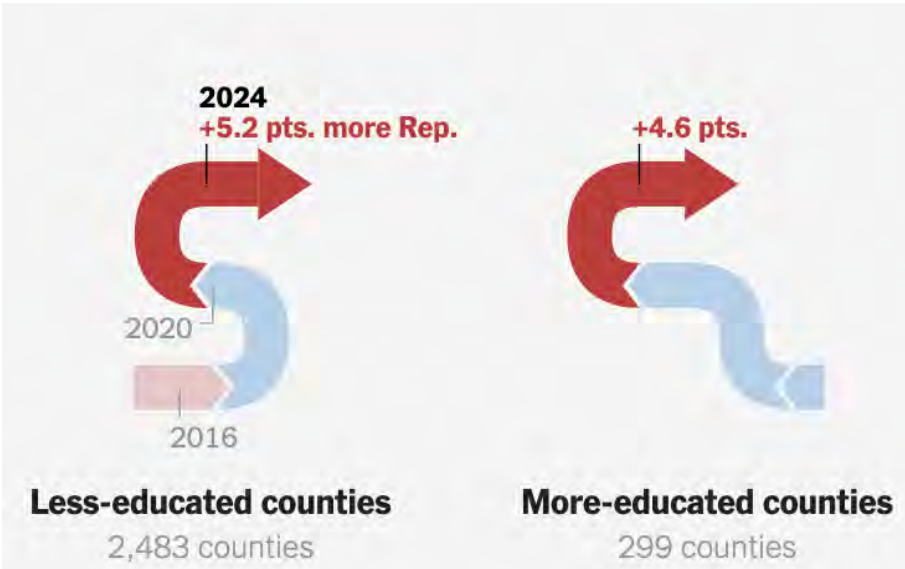 2024
+5.2 pts. more Rep.
+4.6 pts.
2020
2016
Less-educated counties
More-educated counties
2,483 counties
299 counties